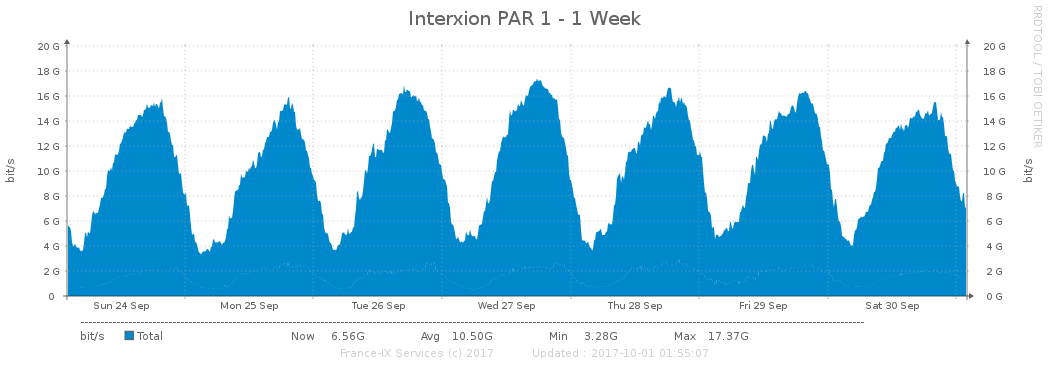 Interxion PAR 1 - 1 Week
RRDTOOL / TOBI OETIKER
bit/s
20 G 20 G
18 G 18 G
16 G 16 G
14 G 14 G
12 G 12 G
10 G 10 G
8 G 8 G
6 G 6 G
4 G 4 G
2 G 2 G
0 0 G
bit/s
Sun 24 Sep Mon 25 Sep Tue 26 Sep Wed 27 Sep Thu 28 Sep Fri 29 Sep Sat 30 Sep
bit/s Total Now 6.56G Avg 10.50G Min 3.28G Max 17.37G
France-IX Services (c) 2017 Updated : 2017-10-01 01:55:07